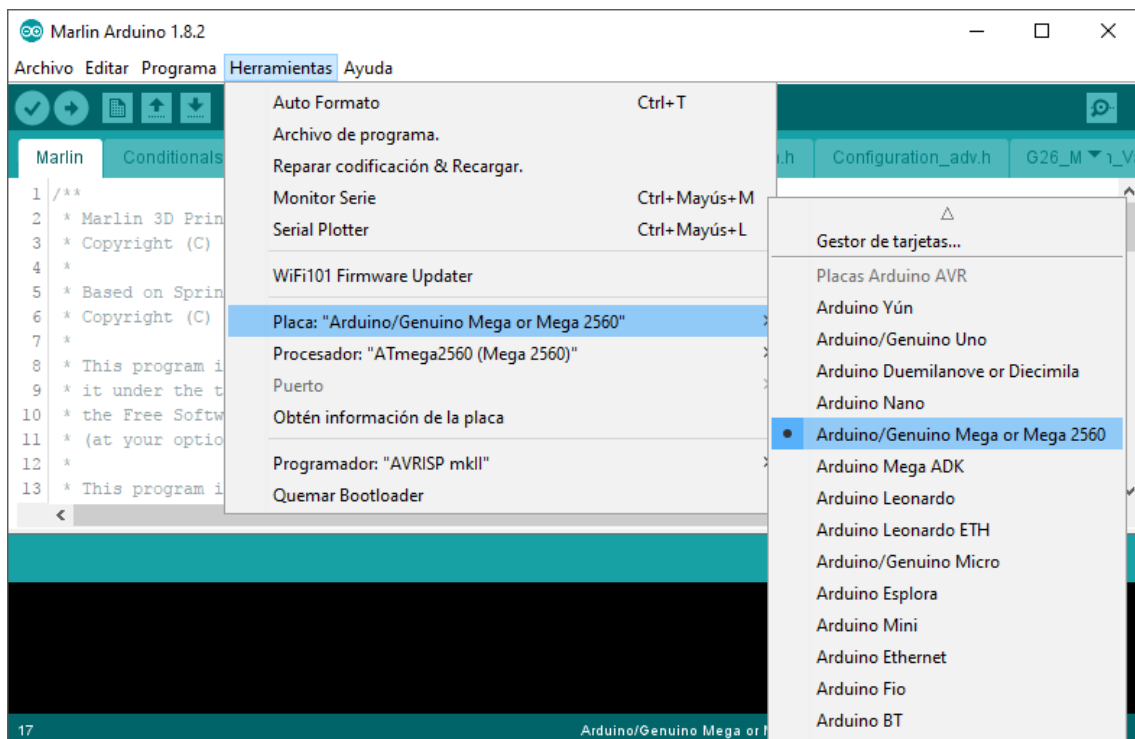 Marlin Arduino 1.8.2
Archivo Editar Programa Herramientas Ayuda
Marlin
Conditionals
.h
Configuration_adv.h
G26_M
1 /**
2 * Marlin 3D Prin
3 * Copyright (C)
4 *
5 * Based on Sprin
6 * Copyright (C)
7 *
8 * This program i
9 * it under the t
10 * the Free Softw
11 * (at your optio
12 *
13 * This program i
Auto Formato Ctrl+T
Archivo de programa.
Reparar codificación & Recargar.
Monitor Serie Ctrl+Mayús+M
Serial Plotter Ctrl+Mayús+L
WiFi101 Firmware Updater
Placa: "Arduino/Genuino Mega or Mega 2560"
Procesador: "ATmega2560 (Mega 2560)"
Puerto
Obtén información de la placa
Programador: "AVRISP mkII"
Quemar Bootloader
Gestor de tarjetas...
Placas Arduino AVR
Arduino Yún
Arduino/Genuino Uno
Arduino Duemilanove or Diecimila
Arduino Nano
Arduino/Genuino Mega or Mega 2560
Arduino Mega ADK
Arduino Leonardo
Arduino Leonardo ETH
Arduino/Genuino Micro
Arduino Esplora
Arduino Mini
Arduino Ethernet
Arduino Fio
Arduino BT
17
Arduino/Genuino Mega or